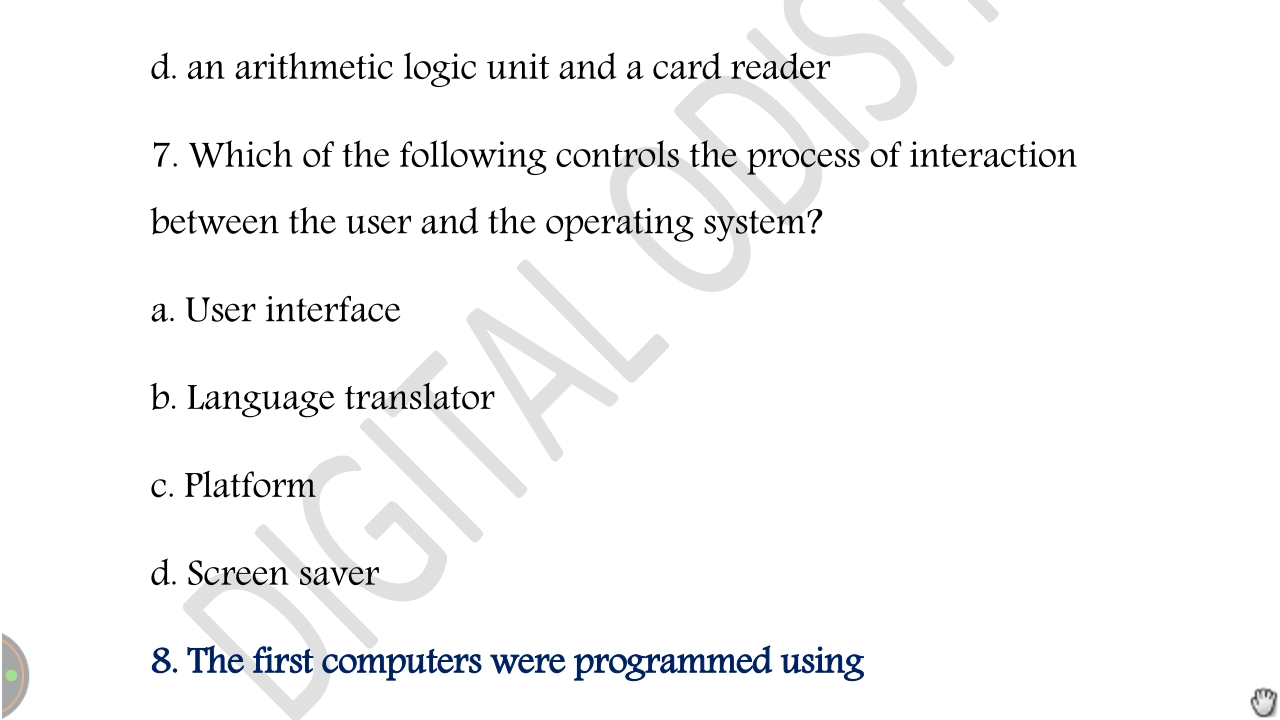 d. an arithmetic logic unit and a card reader
7. Which of the following controls the process of interaction
between the user and the operating system?
a. User interface
b. Language translator
c. Platform
d. Screen saver
8. The first computers were programmed using
DIGITAL ODISH